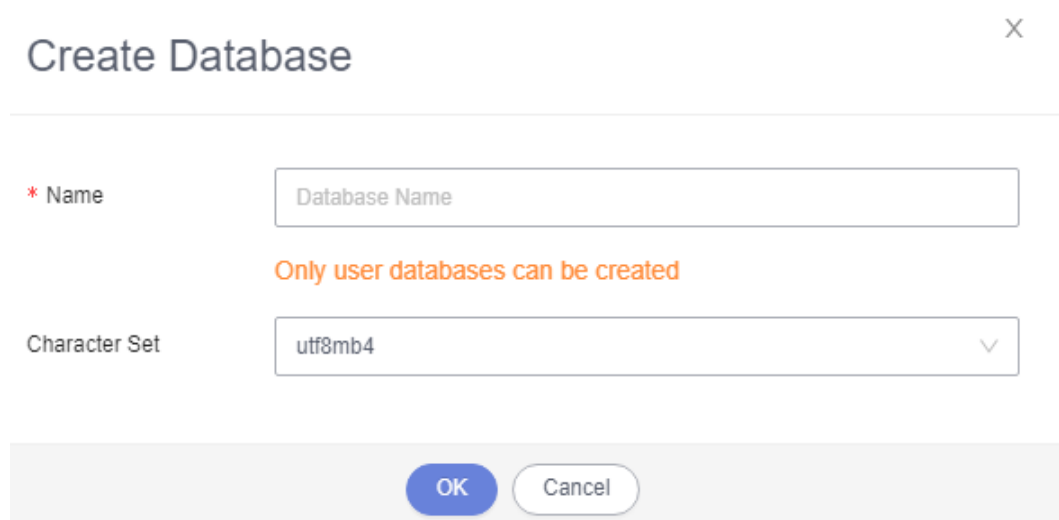 Create Database
X
* Name
Database Name
Only user databases can be created
Character Set
utf8mb4
OK
Cancel